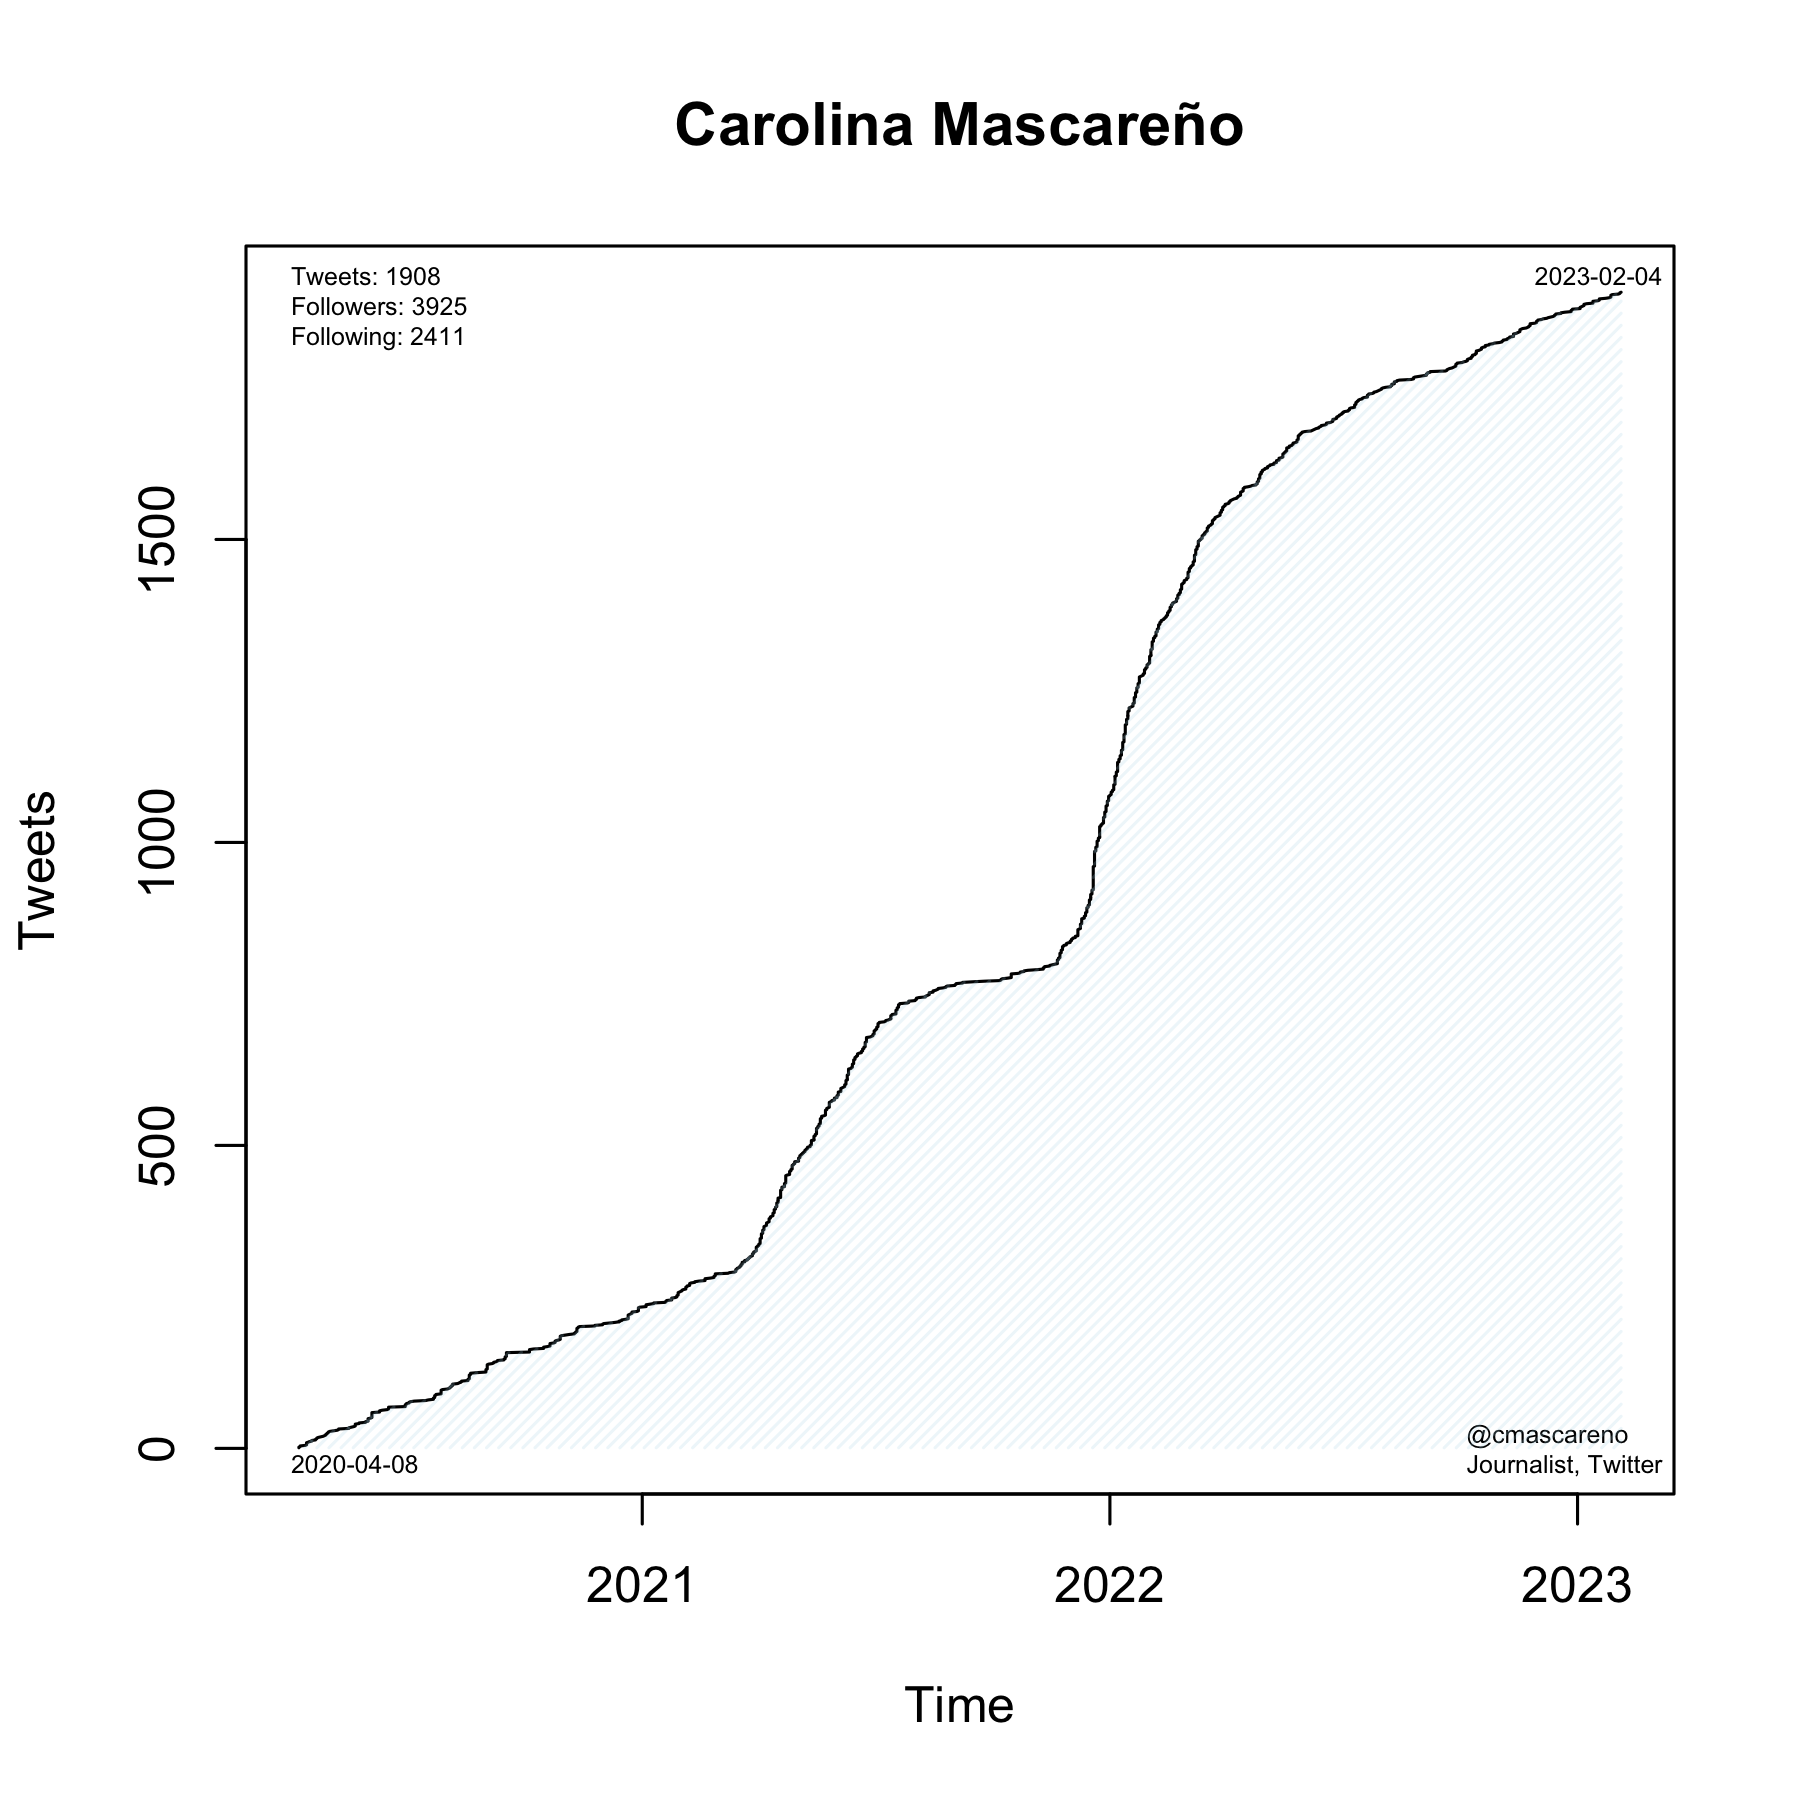 Carolina Mascareño
Tweets: 1908
Followers: 3925
Following: 2411
2023-02-04
Tweets
1500
1000
500
0
2020-04-08
@cmascareno
Journalist, Twitter
2021
2022
2023
Time